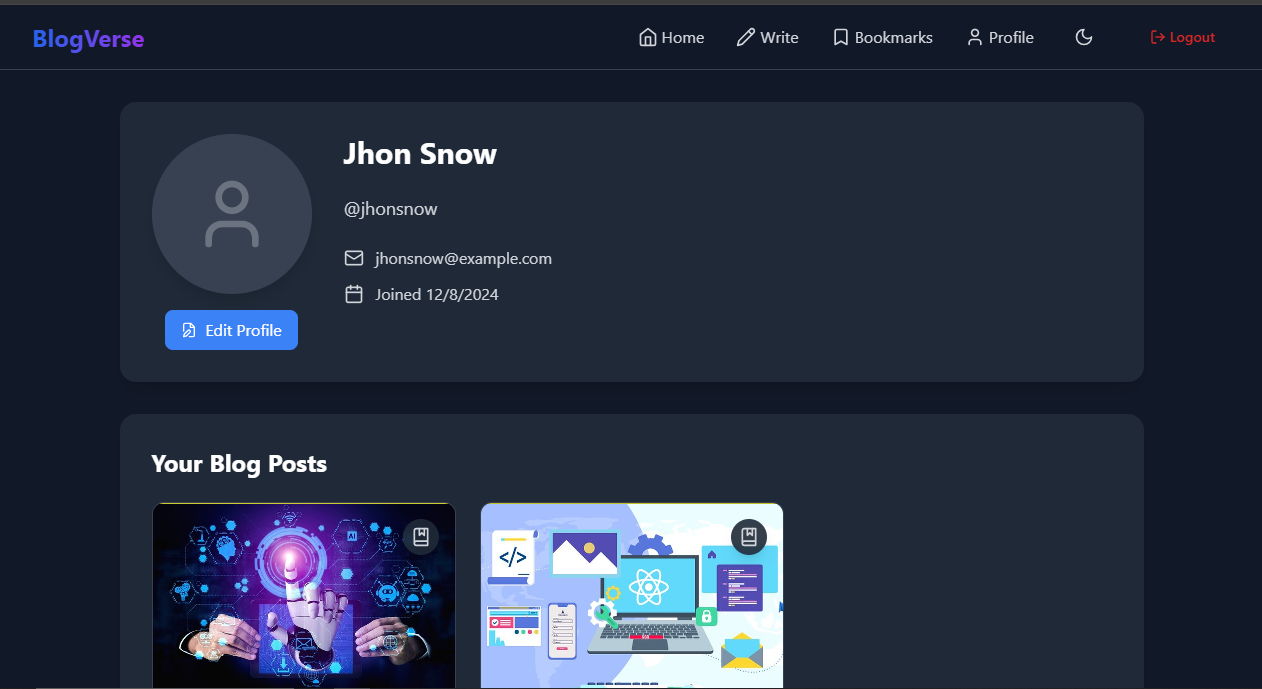 BlogVerse
Home Write Bookmarks Profile Logout
Jhon Snow
@jhonsnow
jhonsnow@example.com
Joined 12/8/2024
Edit Profile
Your Blog Posts
AI
</>